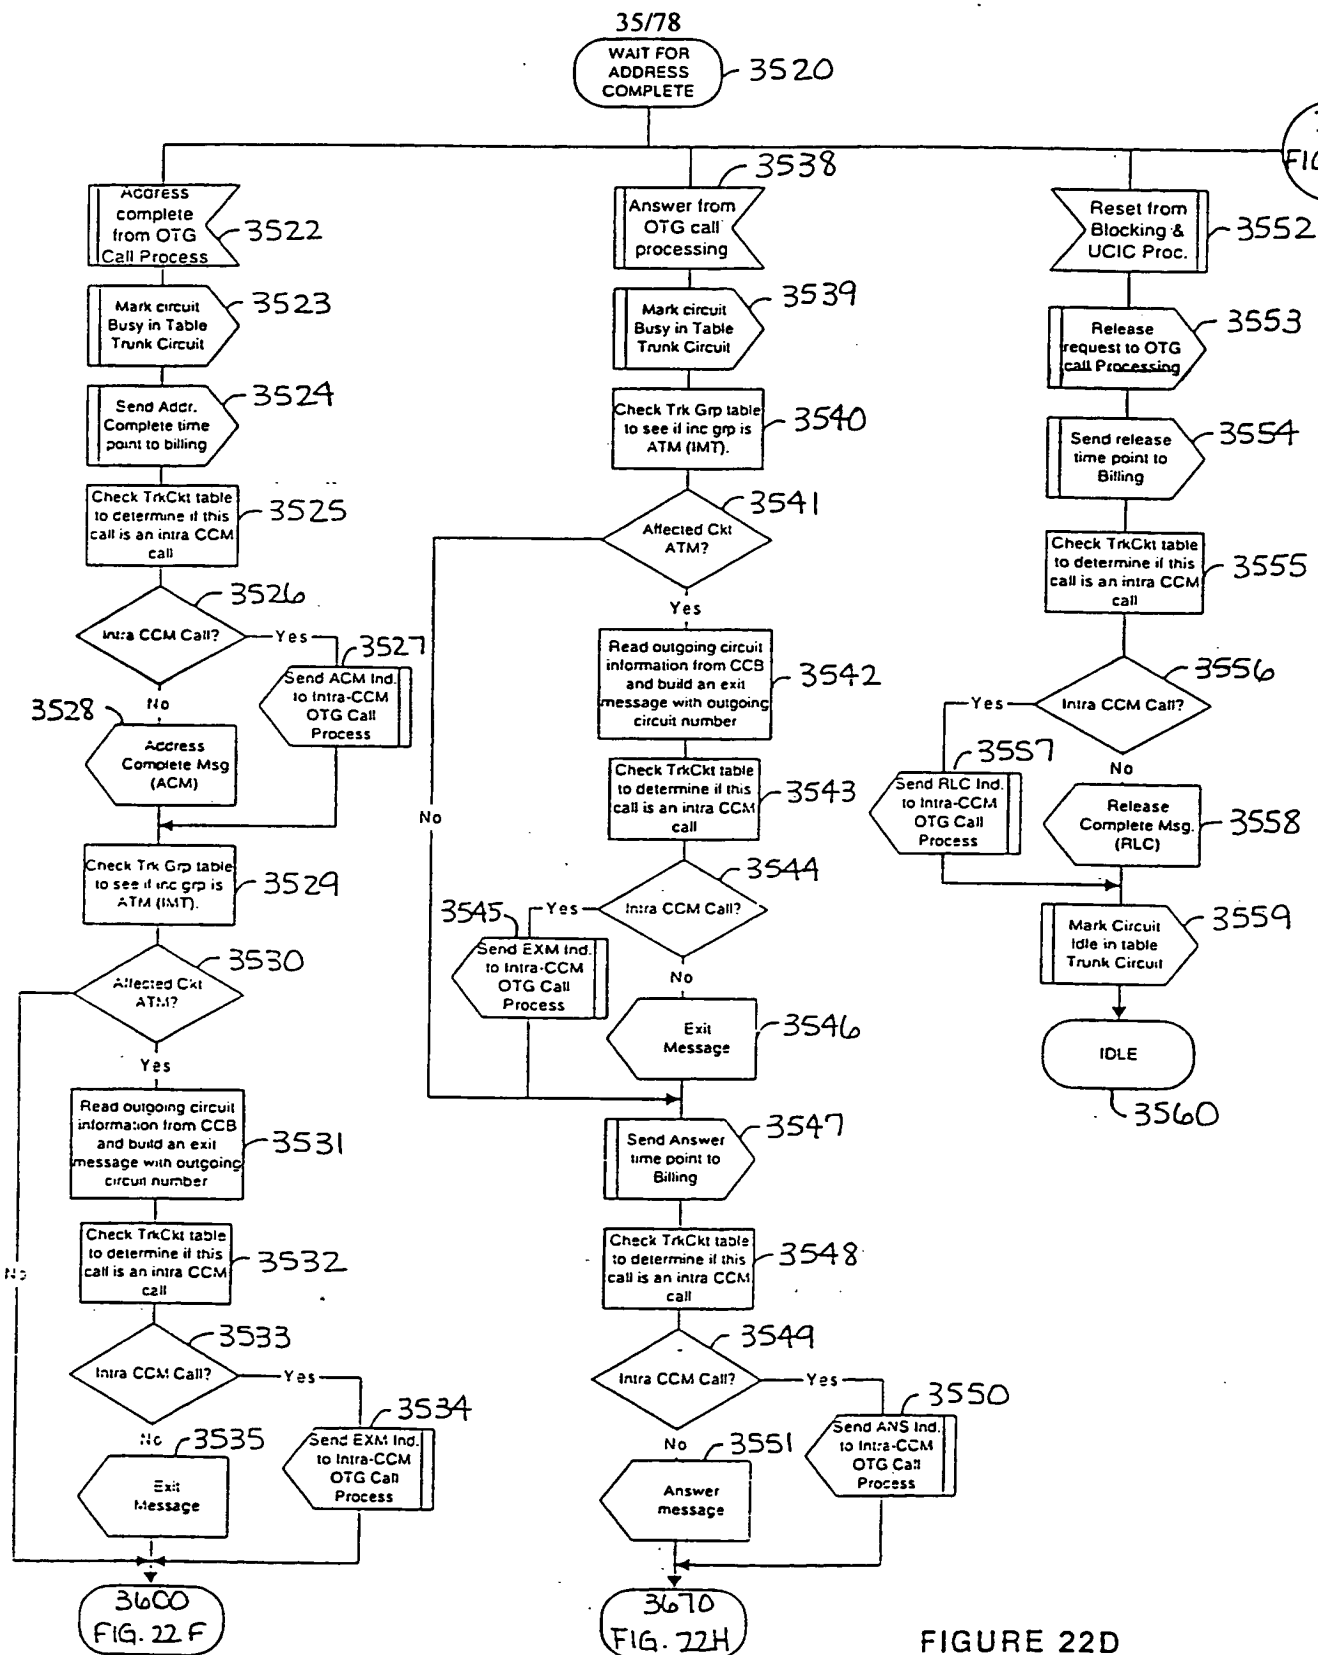 35/78
WAIT FOR
ADDRESS
COMPLETE
3520
FIG
Address
complete
from OTG
Call Process
3522
Mark circuit
Busy in Table
Trunk Circuit
3523
Send Addr.
Complete time
point to billing
3524
Check TrkCkt table
to determine if this
call is an intra CCM
call
3525
Intra CCM Call?
3526
Yes
Send ACM Ind.
to Intra-CCM
OTG Call
Process
3527
No
3528
Address
Complete Msg
(ACM)
Check Trk Grp table
to see if inc grp is
ATM (IMT).
3529
Affected Ckt
ATM?
3530
Yes
No
Read outgoing circuit
information from CCB
and build an exit
message with outgoing
circuit number
3531
Check TrkCkt table
to determine if this
call is an intra CCM
call
3532
Intra CCM Call?
3533
Yes
Send EXM Ind.
to Intra-CCM
OTG Call
Process
3534
No
3535
Exit
Message
3600
FIG. 22F
3538
Answer from
OTG call
processing
Mark circuit
Busy in Table
Trunk Circuit
3539
Check Trk Grp table
to see if inc grp is
ATM (IMT).
3540
Affected Ckt
ATM?
3541
Yes
No
Read outgoing circuit
information from CCB
and build an exit
message with outgoing
circuit number
3542
Check TrkCkt table
to determine if this
call is an intra CCM
call
3543
Intra CCM Call?
3544
Yes
3545
Send EXM Ind.
to Intra-CCM
OTG Call
Process
No
Exit
Message
3546
Send Answer
time point to
Billing
3547
Check TrkCkt table
to determine if this
call is an intra CCM
call
3548
Intra CCM Call?
3549
Yes
Send ANS Ind.
to Intra-CCM
OTG Call
Process
3550
No
3551
Answer
message
3670
FIG. 22H
Reset from
Blocking &
UCIC Proc.
3552
Release
request to OTG
call Processing
3553
Send release
time point to
Billing
3554
Check TrkCkt table
to determine if this
call is an intra CCM
call
3555
Intra CCM Call?
3556
Yes
3557
Send RLC Ind.
to Intra-CCM
OTG Call
Process
No
Release
Complete Msg.
(RLC)
3558
Mark Circuit
Idle in table
Trunk Circuit
3559
IDLE
3560
FIGURE 22D